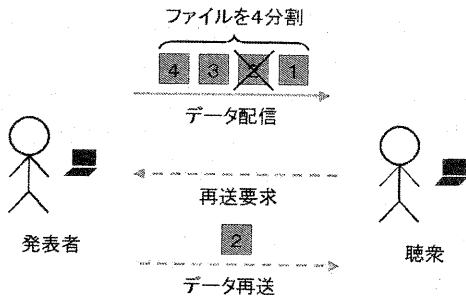 ファイルを4分割
4 3 2 1
データ配信
再送要求
発表者
聴衆
2
データ再送